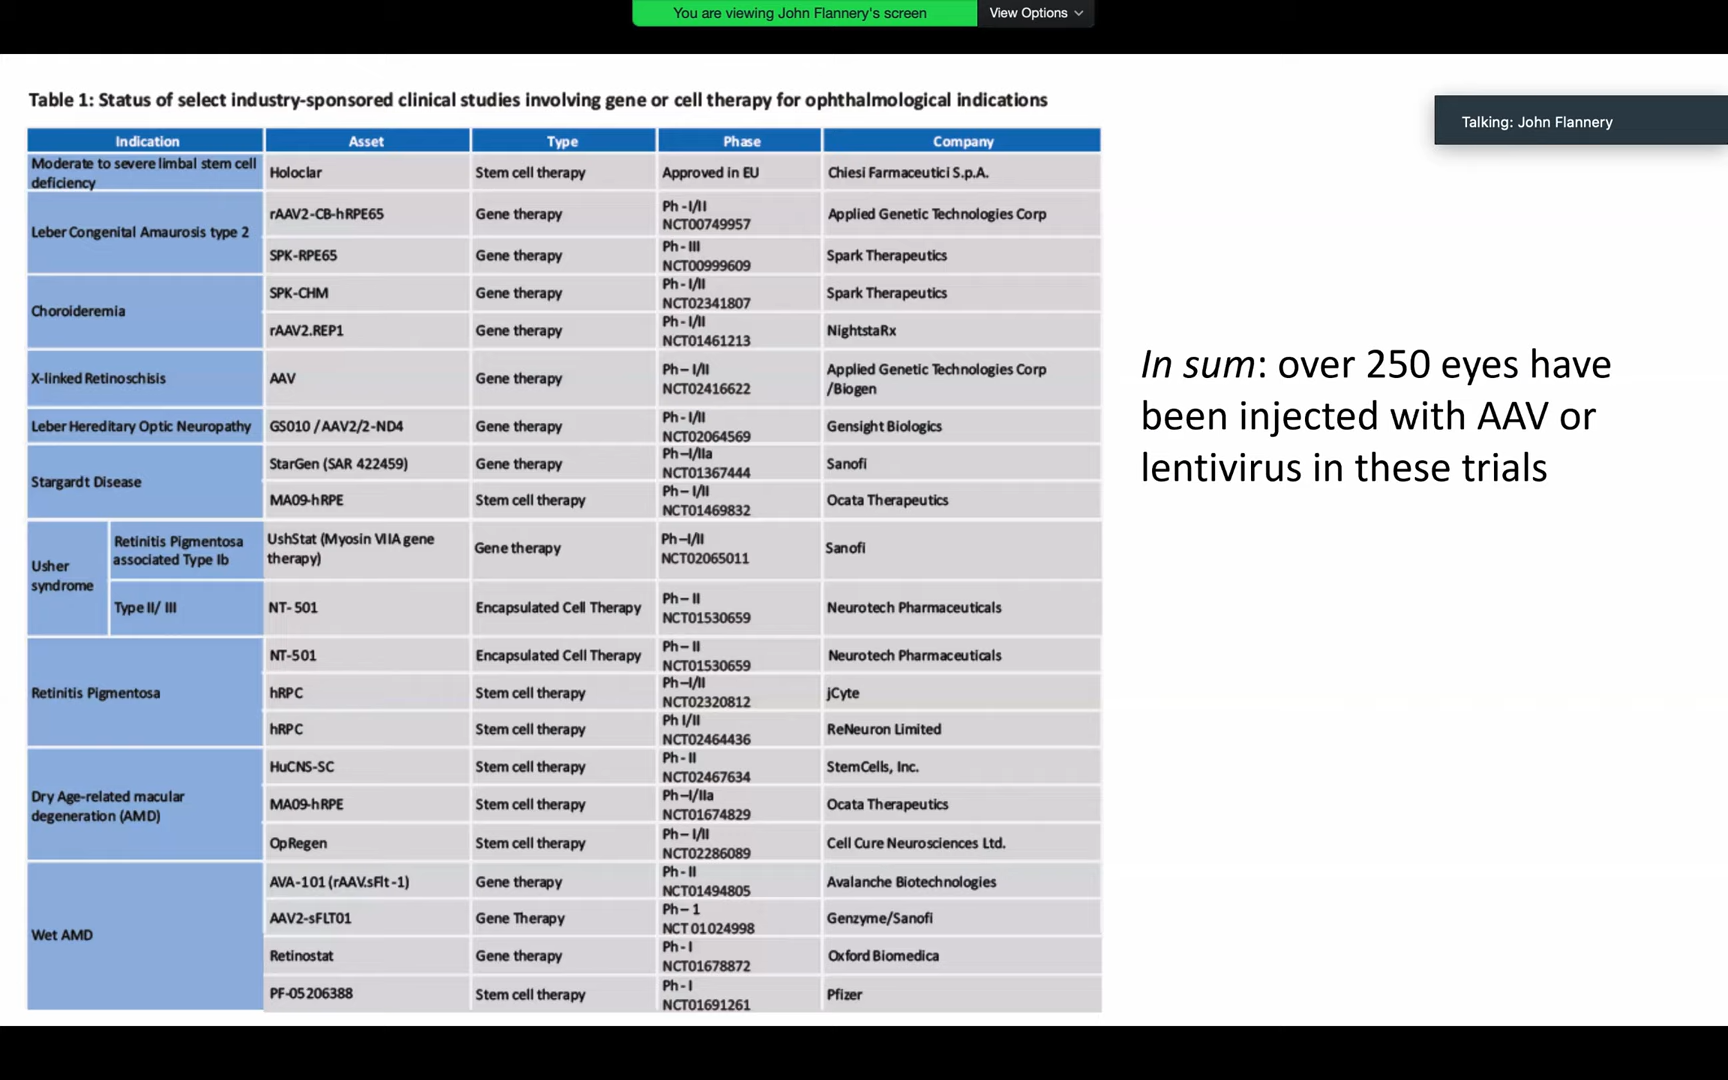 You are viewing John Flannery's screen
View Options
Talking: John Flannery
Table 1: Status of select industry-sponsored clinical studies involving gene or cell therapy for ophthalmological indications
Indication Asset Type Phase Company
Moderate to severe limbal stem cell
deficiency
Holoclar
Stem cell therapy
Approved in EU
Chiesi Farmaceutici S.p.A.
Leber Congenital Amaurosis type 2
rAAV2-CB-hRPE65
Gene therapy
Ph - I/II
NCT00749957
Applied Genetic Technologies Corp
SPK-RPE65
Gene therapy
Ph - III
NCT00999609
Spark Therapeutics
Choroideremia
SPK-CHM
Gene therapy
Ph - I/II
NCT02341807
Spark Therapeutics
rAAV2.REP1
Gene therapy
Ph - I/II
NCT01461213
NightstaRx
X-linked Retinoschisis
AAV
Gene therapy
Ph – I/II
NCT02416622
Applied Genetic Technologies Corp
/Biogen
Leber Hereditary Optic Neuropathy
GS010 /AAV2/2-ND4
Gene therapy
Ph - I/II
NCT02064569
Gensight Biologics
Stargardt Disease
StarGen (SAR 422459)
Gene therapy
Ph–I/IIa
NCT01367444
Sanofi
MA09-hRPE
Stem cell therapy
Ph – I/II
NCT01469832
Ocata Therapeutics
Usher
syndrome
Retinitis Pigmentosa
associated Type Ib
UshStat (Myosin VIIA gene
therapy)
Gene therapy
Ph –I/II
NCT02065011
Sanofi
Type II/ III
NT- 501
Encapsulated Cell Therapy
Ph – II
NCT01530659
Neurotech Pharmaceuticals
Retinitis Pigmentosa
NT-501
Encapsulated Cell Therapy
Ph – II
NCT01530659
Neurotech Pharmaceuticals
hRPC
Stem cell therapy
Ph –I/II
NCT02320812
jCyte
hRPC
Stem cell therapy
Ph I/II
NCT02464436
ReNeuron Limited
Dry Age-related macular
degeneration (AMD)
HuCNS-SC
Stem cell therapy
Ph - II
NCT02467634
StemCells, Inc.
MA09-hRPE
Stem cell therapy
Ph–I/IIa
NCT01674829
Ocata Therapeutics
OpRegen
Stem cell therapy
Ph – I/II
NCT02286089
Cell Cure Neurosciences Ltd.
Wet AMD
AVA-101 (rAAV.sFlt -1)
Gene therapy
Ph - II
NCT01494805
Avalanche Biotechnologies
AAV2-sFLT01
Gene Therapy
Ph – 1
NCT 01024998
Genzyme/Sanofi
Retinostat
Gene therapy
Ph - I
NCT01678872
Oxford Biomedica
PF-05206388
Stem cell therapy
Ph - I
NCT01691261
Pfizer
In sum: over 250 eyes have
been injected with AAV or
lentivirus in these trials